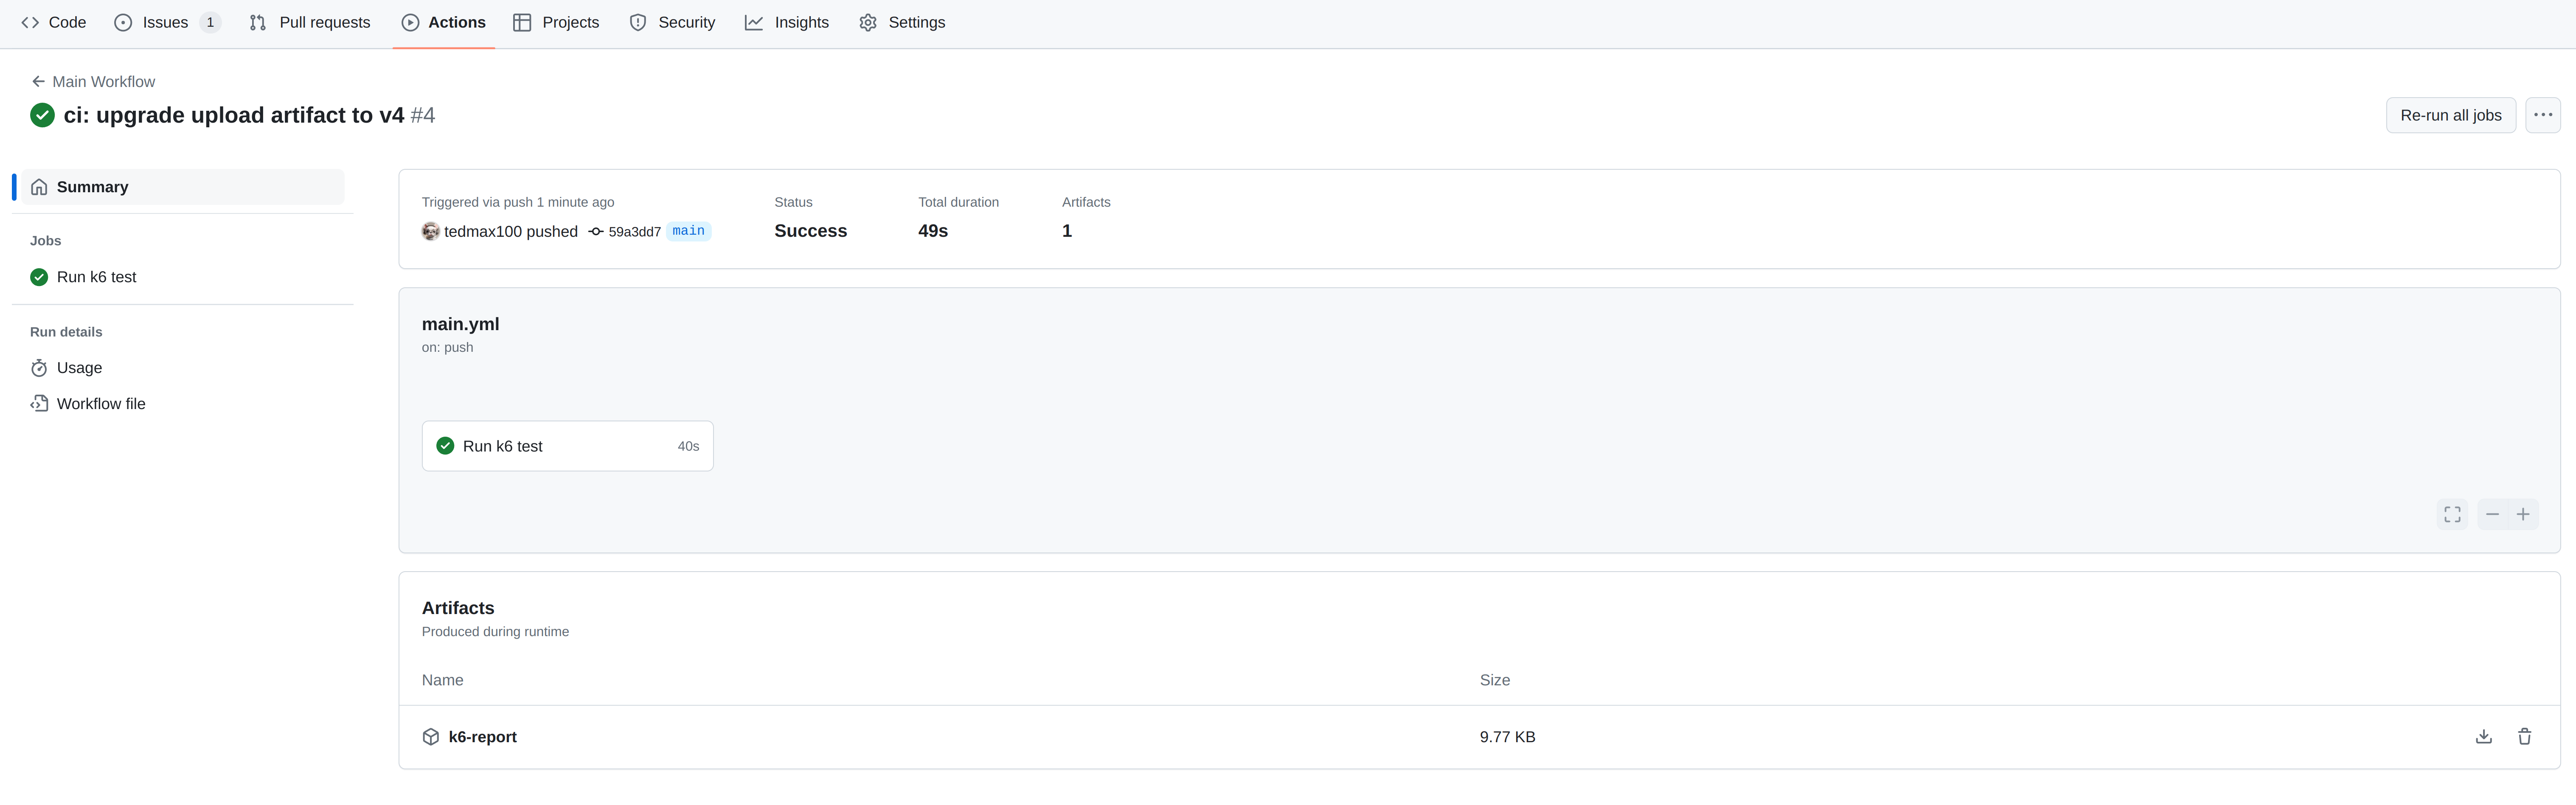 Code Issues 1 Pull requests Actions Projects Security Insights Settings
Main Workflow
ci: upgrade upload artifact to v4 #4
Re-run all jobs
Summary
Jobs
Run k6 test
Run details
Usage
Workflow file
Triggered via push 1 minute ago Status Total duration Artifacts
tedmax100 pushed 59a3dd7 main Success 49s 1
main.yml
on: push
Run k6 test 40s
Artifacts
Produced during runtime
Name Size
k6-report 9.77 KB